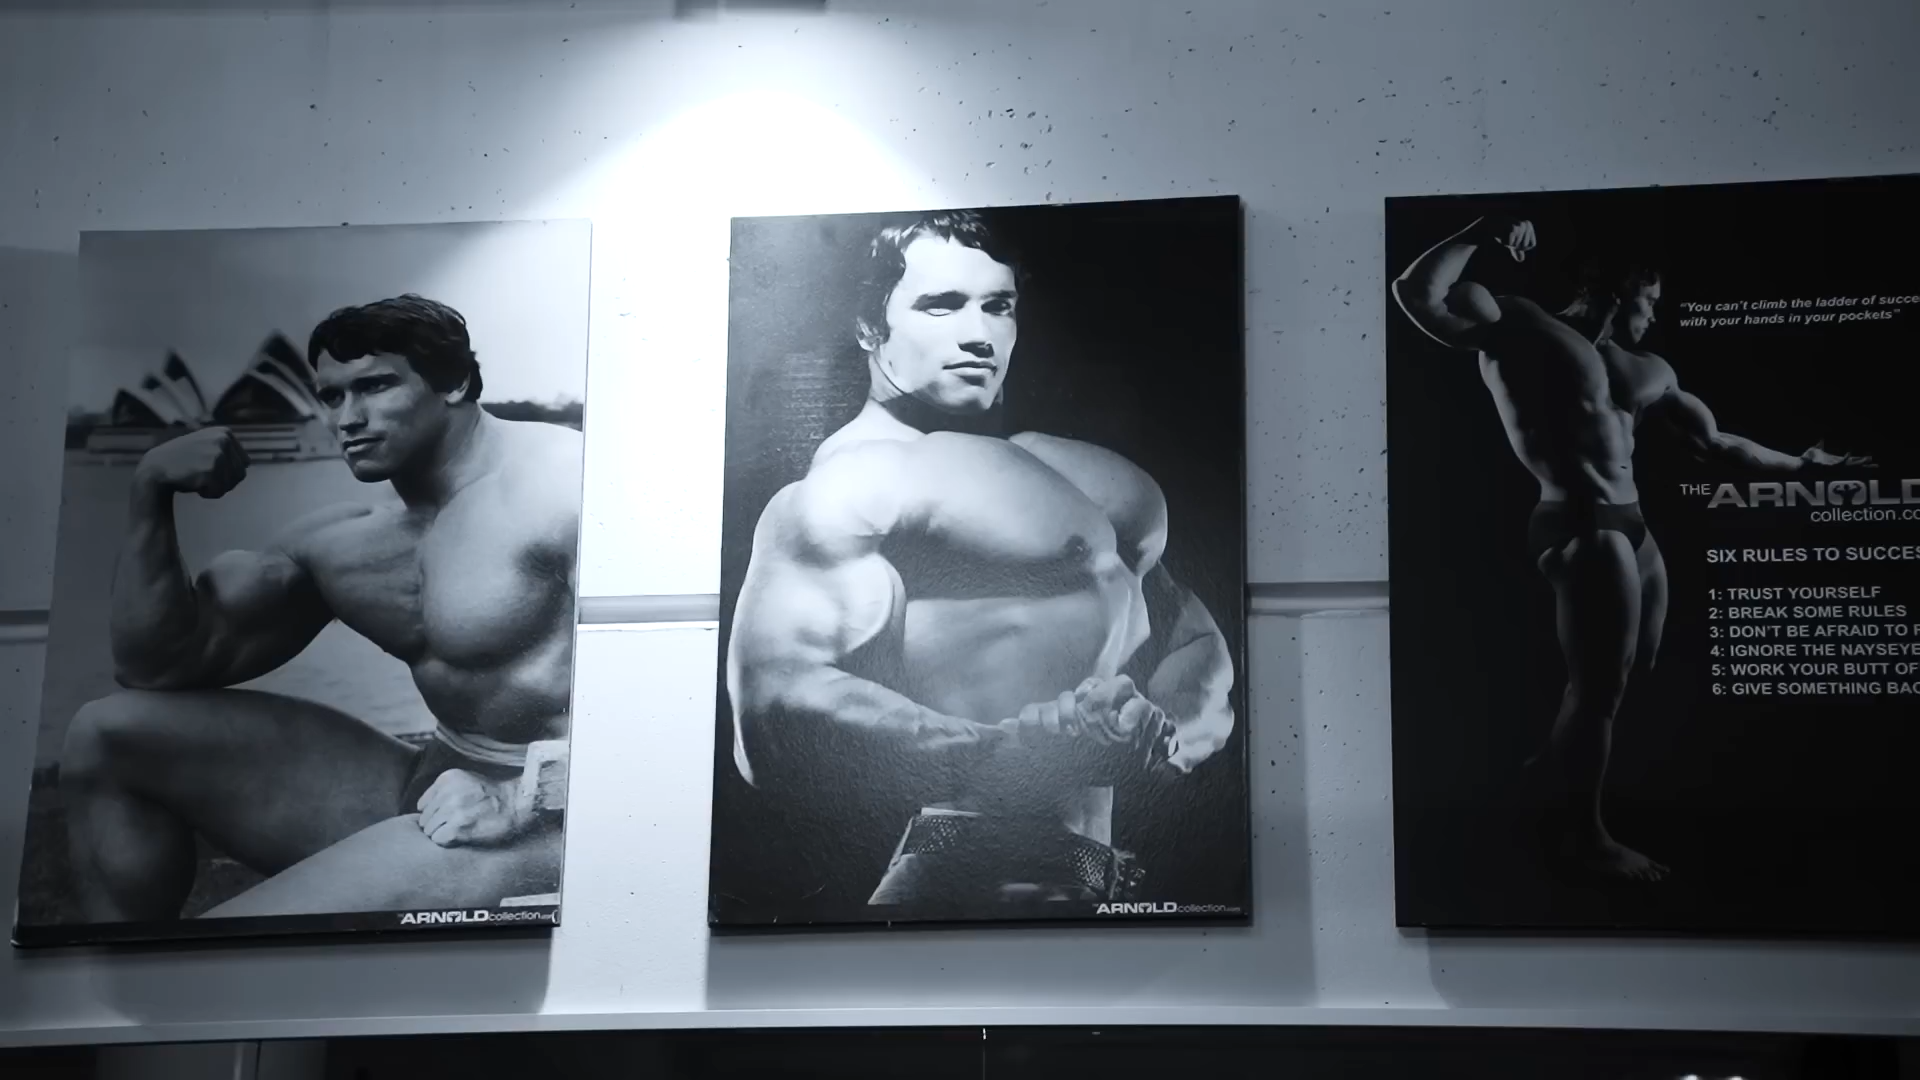 THE ARNOLD collection.com
THE ARNOLD collection.com
"You can't climb the ladder of succe
with your hands in your pockets"
THE ARNOLD
collection.co
SIX RULES TO SUCCES
1: TRUST YOURSELF
2: BREAK SOME RULES
3: DON'T BE AFRAID TO F
4: IGNORE THE NAYSEYE
5: WORK YOUR BUTT OF
6: GIVE SOMETHING BAC